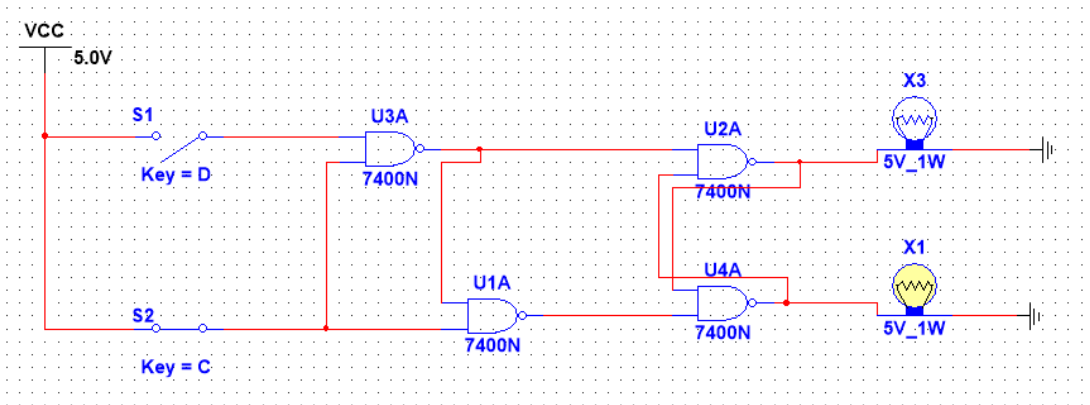 VCC
5.0V
S1
Key = D
U3A
7400N
U2A
7400N
X3
5V_1W
S2
Key = C
U1A
7400N
U4A
7400N
X1
5V_1W